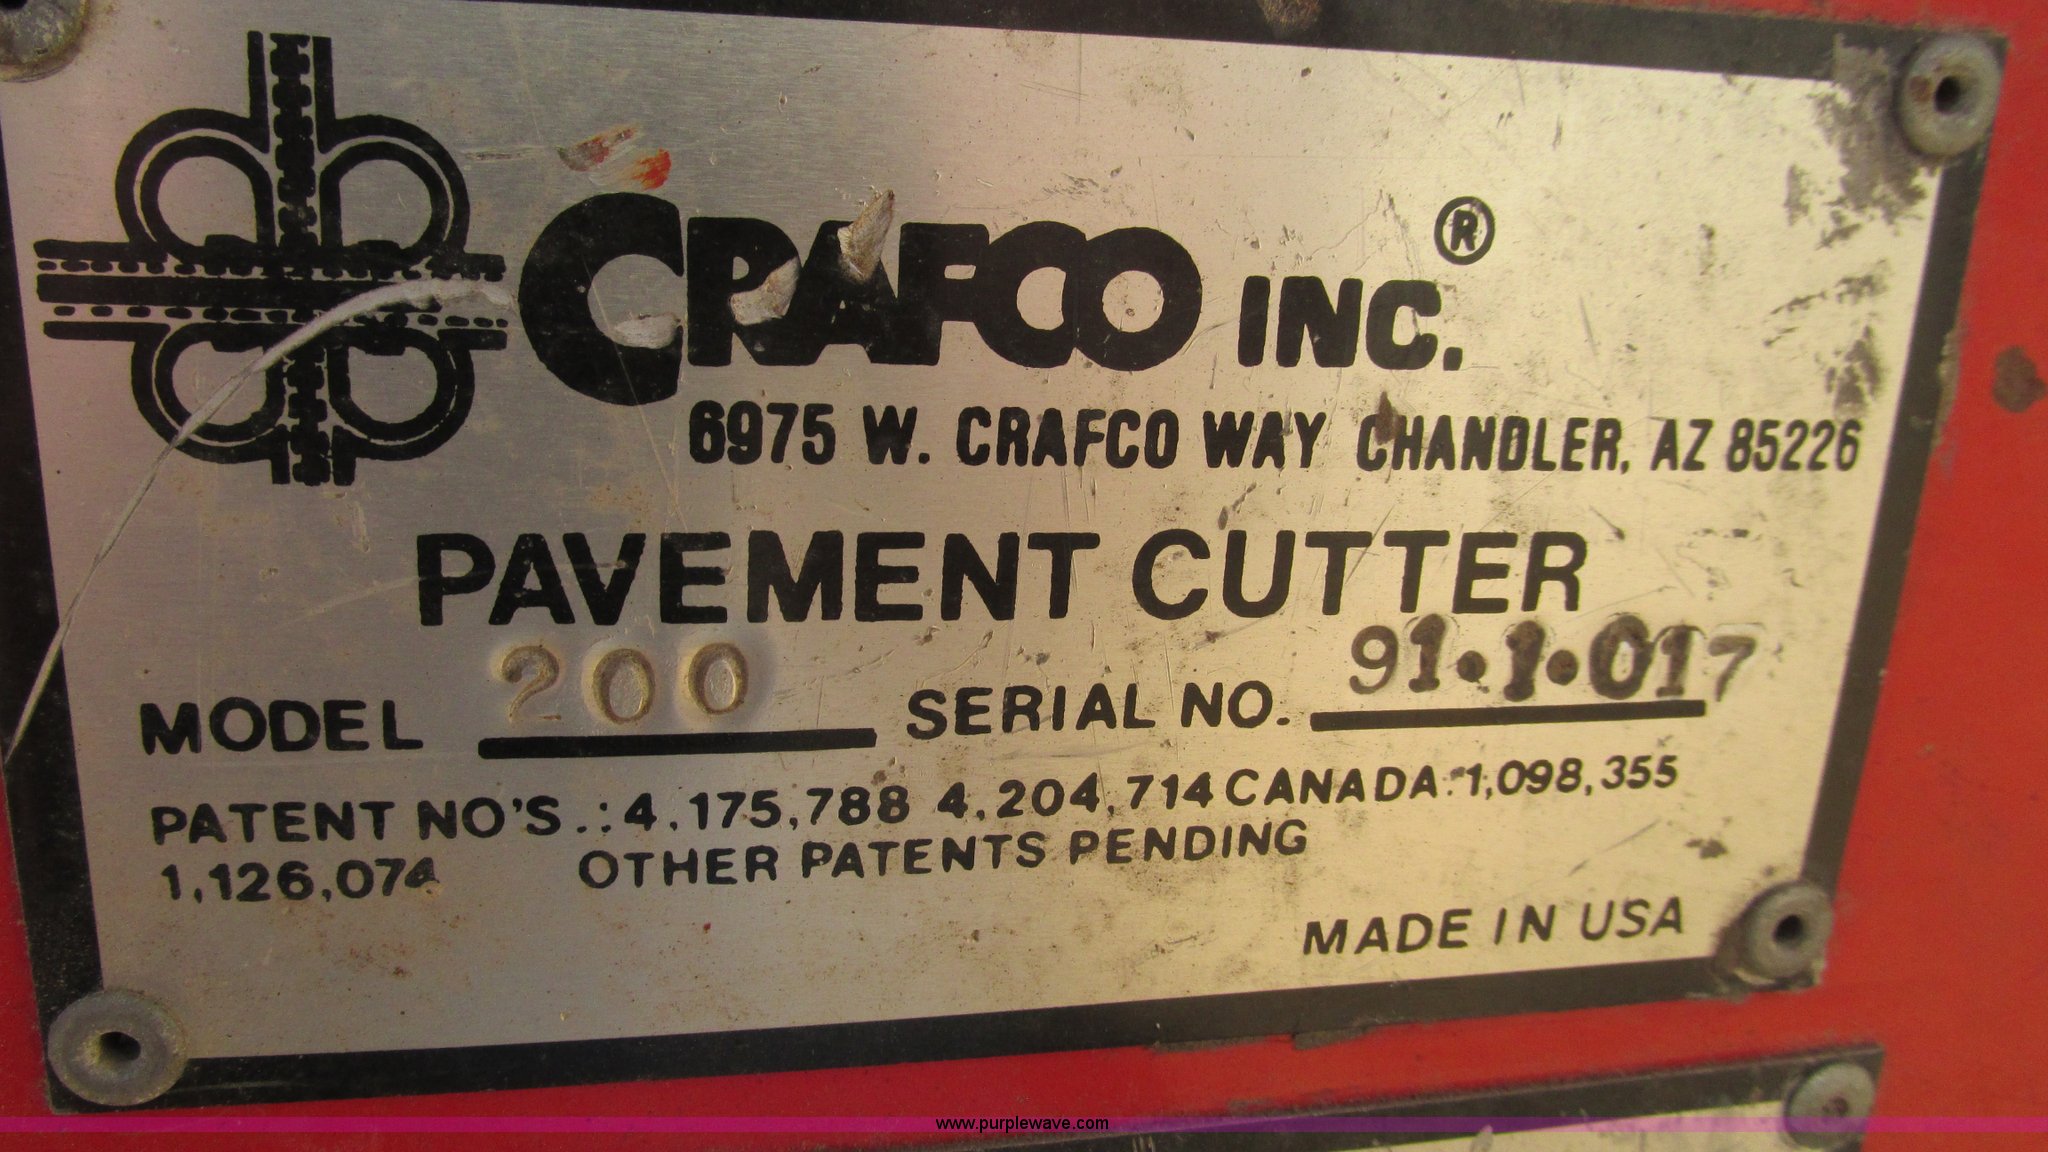 CRAFCO INC.®
6975 W. CRAFCO WAY CHANDLER, AZ 85226
PAVEMENT CUTTER
MODEL 200 SERIAL NO. 91.1.017
PATENT NO'S.: 4,175,788 4,204,714 CANADA: 1,098,355
1,126,074 OTHER PATENTS PENDING
MADE IN USA
www.purplewave.com